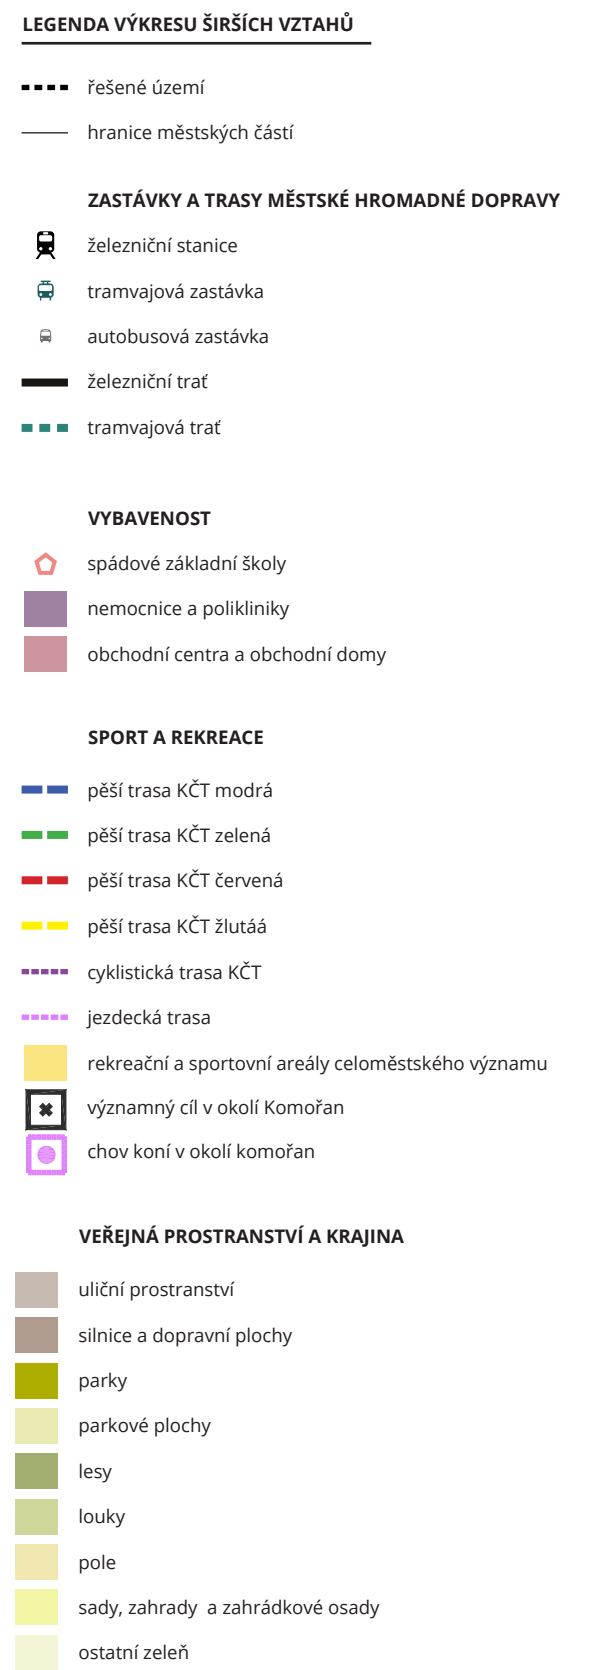 LEGENDA VÝKRESU ŠIRŠÍCH VZTAHŮ
řešené území
hranice městských částí
ZASTÁVKY A TRASY MĚSTSKÉ HROMADNÉ DOPRAVY
železniční stanice
tramvajová zastávka
autobusová zastávka
železniční trať
tramvajová trať
VYBAVENOST
spádové základní školy
nemocnice a polikliniky
obchodní centra a obchodní domy
SPORT A REKREACE
pěší trasa KČT modrá
pěší trasa KČT zelená
pěší trasa KČT červená
pěší trasa KČT žlutáá
cyklistická trasa KČT
jezdecká trasa
rekreační a sportovní areály celoměstského významu
významný cíl v okolí Komořan
chov koní v okolí komořan
VEŘEJNÁ PROSTRANSTVÍ A KRAJINA
uliční prostranství
silnice a dopravní plochy
parky
parkové plochy
lesy
louky
pole
sady, zahrady  a zahrádkové osady
ostatní zeleň